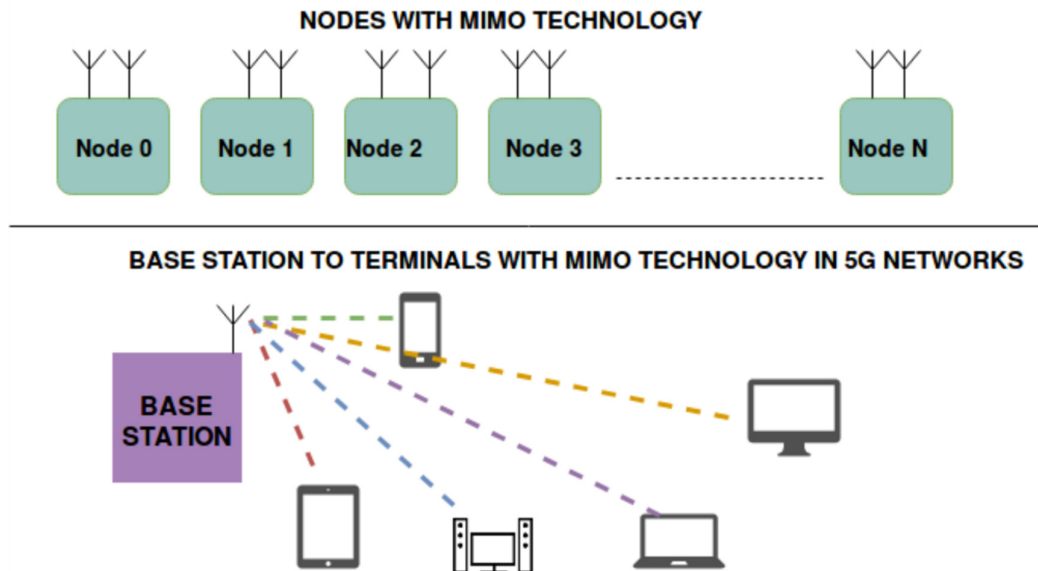 NODES WITH MIMO TECHNOLOGY
Node 0
Node 1
Node 2
Node 3
Node N
BASE STATION TO TERMINALS WITH MIMO TECHNOLOGY IN 5G NETWORKS
BASE
STATION